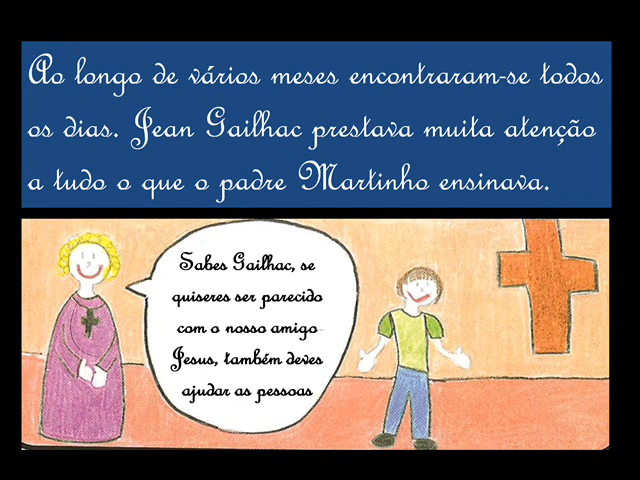 Ao longo de vários meses encontraram-se todos
os dias. Jean Gailhac prestava muita atenção
a tudo o que o padre Martinho ensinava.
Sabes Gailhac, se
quiseres ser parecido
com o nosso amigo
Jesus, também deves
ajudar as pessoas